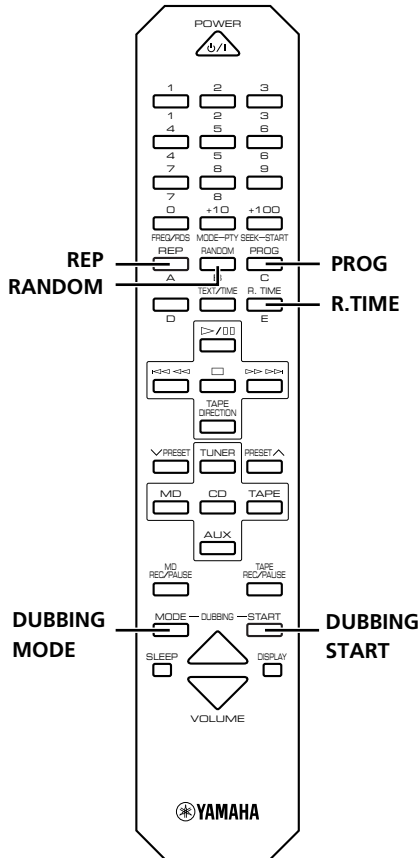 POWER
⏻/I
1 2 3
1 2 3
4 5 6
4 5 6
7 8 9
7 8
0 +10 +100
FREQ/RDS MODE–PTY SEEK–START
REP RANDOM PROG
REP
RANDOM
PROG
A B C
TEXT/TIME R. TIME
R.TIME
D E
TAPE
DIRECTION
PRESET TUNER PRESET
MD CD TAPE
AUX
MD
REC/PAUSE
TAPE
REC/PAUSE
MODE – DUBBING – START
DUBBING
MODE
DUBBING
START
SLEEP DISPLAY
VOLUME
YAMAHA